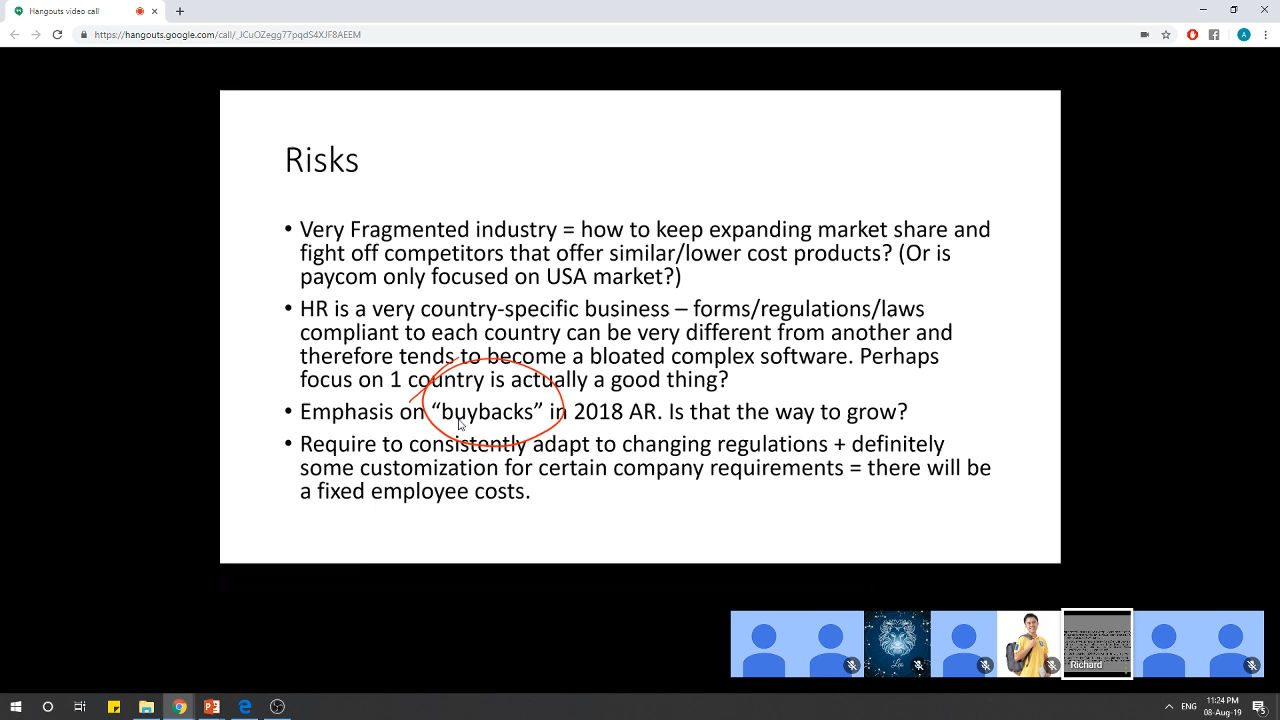 Hangouts video call
https://hangouts.google.com/call/_JCuOZegg77pqdS4XJF8AEEM
A
Risks
• Very Fragmented industry = how to keep expanding market share and
fight off competitors that offer similar/lower cost products? (Or is
paycom only focused on USA market?)
• HR is a very country-specific business – forms/regulations/laws
compliant to each country can be very different from another and
therefore tends to become a bloated complex software. Perhaps
focus on 1 country is actually a good thing?
• Emphasis on “buybacks” in 2018 AR. Is that the way to grow?
• Require to consistently adapt to changing regulations + definitely
some customization for certain company requirements = there will be
a fixed employee costs.
Leo
Richard
ENG
11:24 PM
08-Aug-19